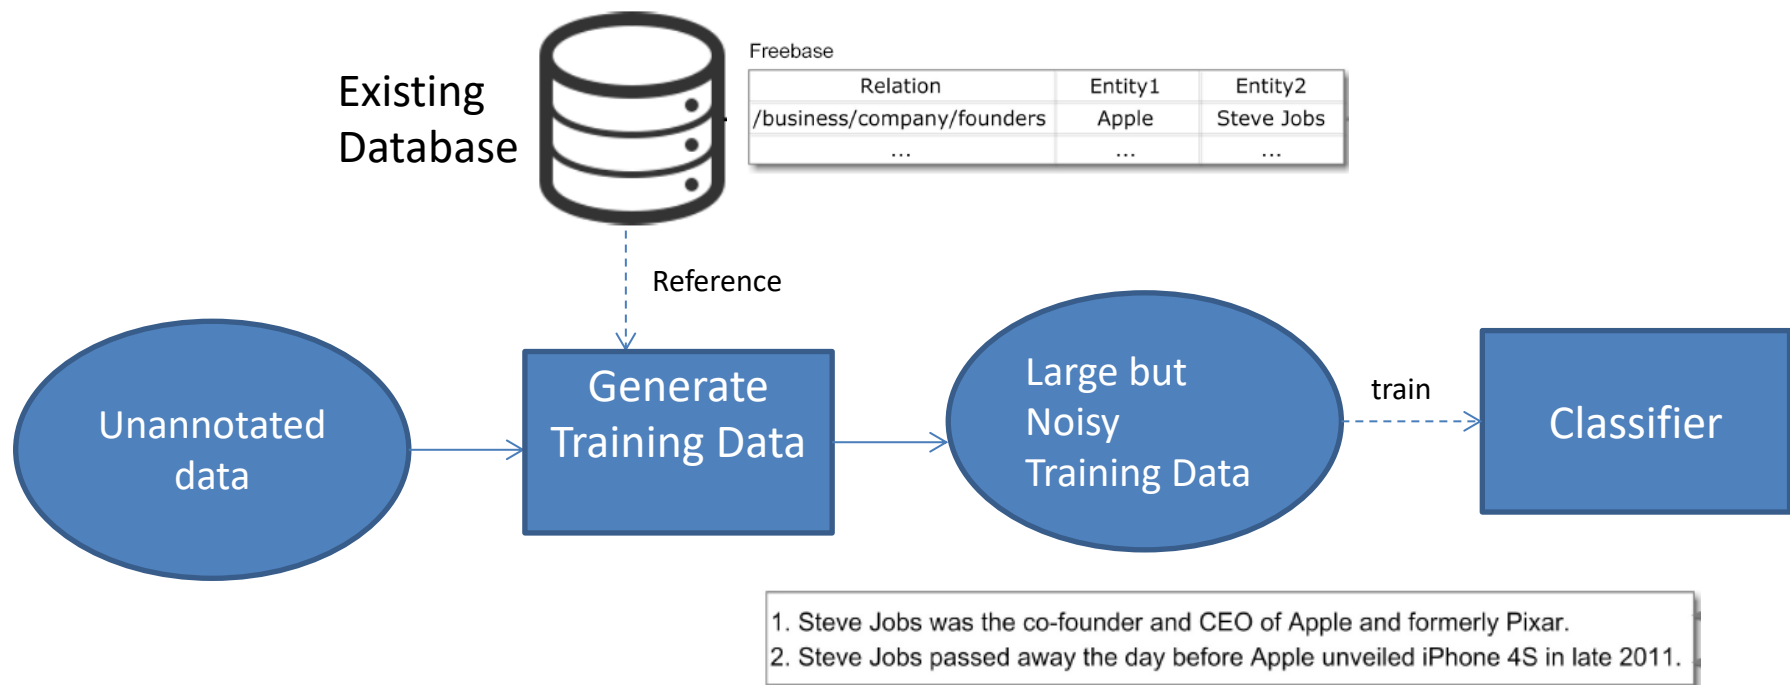 Existing
Database
Freebase
Relation Entity1 Entity2
/business/company/founders Apple Steve Jobs
... ... ...
Reference
Unannotated
data
Generate
Training Data
Large but
Noisy
Training Data
train
Classifier
1. Steve Jobs was the co-founder and CEO of Apple and formerly Pixar.
2. Steve Jobs passed away the day before Apple unveiled iPhone 4S in late 2011.